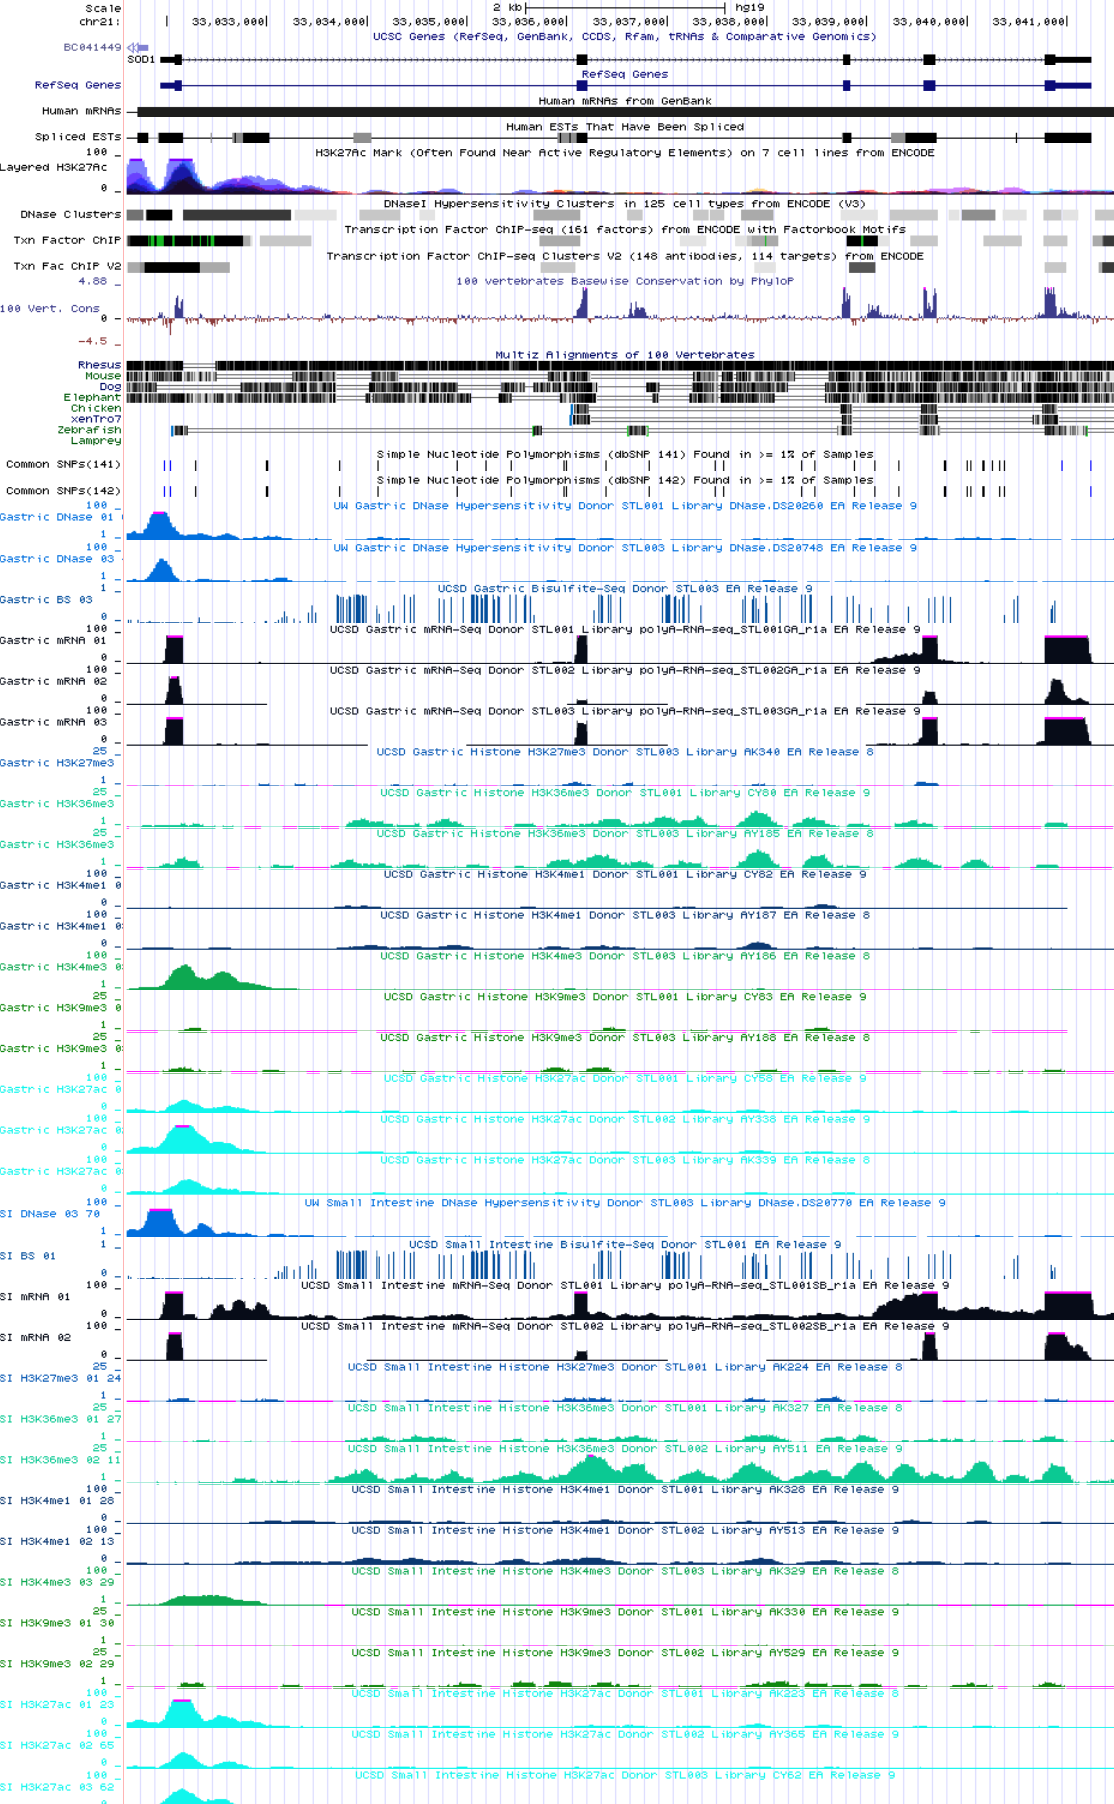 Scale 2 kb hg19
chr21: 33,033,000 33,034,000 33,035,000 33,036,000 33,037,000 33,038,000 33,039,000 33,040,000 33,041,000
UCSC Genes (RefSeq, GenBank, CCDS, Rfam, tRNAs & Comparative Genomics)
BC041449
SOD1
RefSeq Genes
RefSeq Genes
Human mRNAs from GenBank
Human mRNAs
Human ESTs That Have Been Spliced
Spliced ESTs
100 _
H3K27Ac Mark (Often Found Near Active Regulatory Elements) on 7 cell lines from ENCODE
Layered H3K27Ac
0 _
DNaseI Hypersensitivity Clusters in 125 cell types from ENCODE (V3)
DNase Clusters
Transcription Factor ChIP-seq (161 factors) from ENCODE with Factorbook Motifs
Txn Factor ChIP
Transcription Factor ChIP-seq Clusters V2 (148 antibodies, 114 targets) from ENCODE
Txn Fac ChIP V2
4.88 _
100 vertebrates Basewise Conservation by PhyloP
100 Vert. Cons
0 _
-4.5 _
Multiz Alignments of 100 Vertebrates
Rhesus
Mouse
Dog
Elephant
Chicken
xenTro7
Zebrafish
Lamprey
Simple Nucleotide Polymorphisms (dbSNP 141) Found in >= 1% of Samples
Common SNPs(141)
Simple Nucleotide Polymorphisms (dbSNP 142) Found in >= 1% of Samples
Common SNPs(142)
100 _
UW Gastric DNase Hypersensitivity Donor STL001 Library DNase.DS20260 EA Release 9
Gastric DNase 01
1 _
100 _
UW Gastric DNase Hypersensitivity Donor STL003 Library DNase.DS20748 EA Release 9
Gastric DNase 03
1 _
1 _
UCSD Gastric Bisulfite-Seq Donor STL003 EA Release 9
Gastric BS 03
0 _
100 _
UCSD Gastric mRNA-Seq Donor STL001 Library polyA-RNA-seq_STL001GA_r1a EA Release 9
Gastric mRNA 01
0 _
100 _
UCSD Gastric mRNA-Seq Donor STL002 Library polyA-RNA-seq_STL002GA_r1a EA Release 9
Gastric mRNA 02
0 _
100 _
UCSD Gastric mRNA-Seq Donor STL003 Library polyA-RNA-seq_STL003GA_r1a EA Release 9
Gastric mRNA 03
0 _
25 _
UCSD Gastric Histone H3K27me3 Donor STL003 Library AK340 EA Release 8
Gastric H3K27me3
1 _
25 _
UCSD Gastric Histone H3K36me3 Donor STL001 Library CY80 EA Release 9
Gastric H3K36me3
1 _
25 _
UCSD Gastric Histone H3K36me3 Donor STL003 Library AY185 EA Release 8
Gastric H3K36me3
1 _
100 _
UCSD Gastric Histone H3K4me1 Donor STL001 Library CY82 EA Release 9
Gastric H3K4me1 0
0 _
100 _
UCSD Gastric Histone H3K4me1 Donor STL003 Library AY187 EA Release 8
Gastric H3K4me1 0
0 _
100 _
UCSD Gastric Histone H3K4me3 Donor STL003 Library AY186 EA Release 8
Gastric H3K4me3 0
1 _
25 _
UCSD Gastric Histone H3K9me3 Donor STL001 Library CY83 EA Release 9
Gastric H3K9me3 0
1 _
25 _
UCSD Gastric Histone H3K9me3 Donor STL003 Library AY188 EA Release 8
Gastric H3K9me3 0
1 _
100 _
UCSD Gastric Histone H3K27ac Donor STL001 Library CY58 EA Release 9
Gastric H3K27ac 0
0 _
100 _
UCSD Gastric Histone H3K27ac Donor STL002 Library AY338 EA Release 9
Gastric H3K27ac 0
0 _
100 _
UCSD Gastric Histone H3K27ac Donor STL003 Library AK339 EA Release 8
Gastric H3K27ac 0
0 _
100 _
UW Small Intestine DNase Hypersensitivity Donor STL003 Library DNase.DS20770 EA Release 9
SI DNase 03 70
1 _
1 _
UCSD Small Intestine Bisulfite-Seq Donor STL001 EA Release 9
SI BS 01
0 _
100 _
UCSD Small Intestine mRNA-Seq Donor STL001 Library polyA-RNA-seq_STL001SB_r1a EA Release 9
SI mRNA 01
0 _
100 _
UCSD Small Intestine mRNA-Seq Donor STL002 Library polyA-RNA-seq_STL002SB_r1a EA Release 9
SI mRNA 02
0 _
25 _
UCSD Small Intestine Histone H3K27me3 Donor STL001 Library AK224 EA Release 8
SI H3K27me3 01 24
1 _
25 _
UCSD Small Intestine Histone H3K36me3 Donor STL001 Library AK327 EA Release 8
SI H3K36me3 01 27
1 _
25 _
UCSD Small Intestine Histone H3K36me3 Donor STL002 Library AY511 EA Release 9
SI H3K36me3 02 11
1 _
100 _
UCSD Small Intestine Histone H3K4me1 Donor STL001 Library AK328 EA Release 9
SI H3K4me1 01 28
0 _
100 _
UCSD Small Intestine Histone H3K4me1 Donor STL002 Library AY513 EA Release 9
SI H3K4me1 02 13
0 _
100 _
UCSD Small Intestine Histone H3K4me3 Donor STL003 Library AK329 EA Release 8
SI H3K4me3 03 29
1 _
25 _
UCSD Small Intestine Histone H3K9me3 Donor STL001 Library AK330 EA Release 9
SI H3K9me3 01 30
1 _
25 _
UCSD Small Intestine Histone H3K9me3 Donor STL002 Library AY529 EA Release 9
SI H3K9me3 02 29
1 _
100 _
UCSD Small Intestine Histone H3K27ac Donor STL001 Library AK223 EA Release 8
SI H3K27ac 01 23
0 _
100 _
UCSD Small Intestine Histone H3K27ac Donor STL002 Library AY365 EA Release 9
SI H3K27ac 02 65
0 _
100 _
UCSD Small Intestine Histone H3K27ac Donor STL003 Library CY62 EA Release 9
SI H3K27ac 03 62
0 _